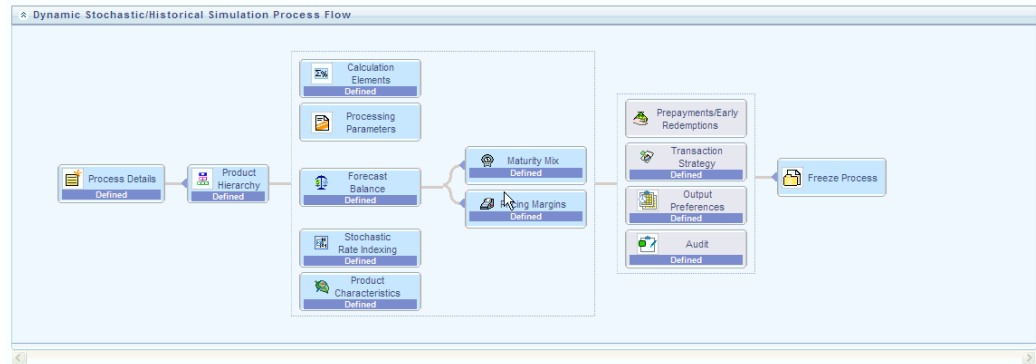 Dynamic Stochastic/Historical Simulation Process Flow
Process Details
Defined
Product
Hierarchy
Defined
Calculation
Elements
Defined
Processing
Parameters
Forecast
Balance
Defined
Stochastic
Rate Indexing
Defined
Product
Characteristics
Defined
Maturity Mix
Defined
Margins
Defined
Prepayments/Early
Redemptions
Transaction
Strategy
Defined
Output
Preferences
Defined
Audit
Defined
Freeze Process